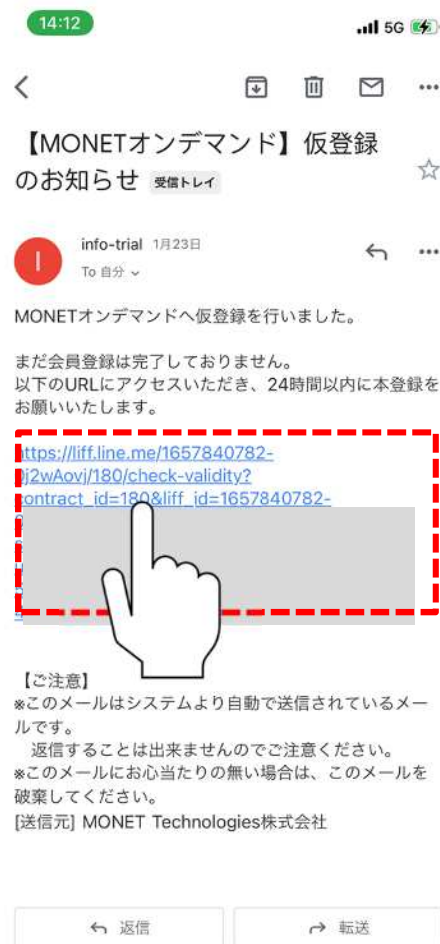 14:12
5G
【MONETオンデマンド】仮登録
のお知らせ 受信トレイ
I
info-trial 1月23日
To 自分
MONETオンデマンドへ仮登録を行いました。
まだ会員登録は完了しておりません。
以下のURLにアクセスいただき、24時間以内に本登録を
お願いいたします。
https://liff.line.me/1657840782-
j2wAovj/180/check-validity?
contract_id=180&liff_id=1657840782-
【ご注意】
※このメールはシステムより自動で送信されているメー
ルです。
返信することは出来ませんのでご注意ください。
※このメールにお心当たりの無い場合は、このメールを
破棄してください。
[送信元] MONET Technologies株式会社
返信
転送